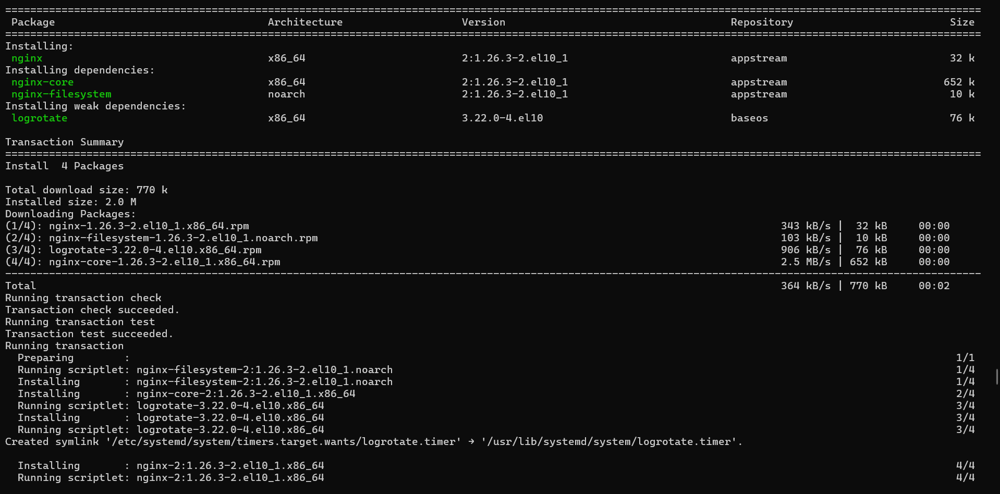 ================================================================================
Package Architecture Version Repository Size
================================================================================
Installing:
nginx x86_64 2:1.26.3-2.el10_1 appstream 32 k
Installing dependencies:
nginx-core x86_64 2:1.26.3-2.el10_1 appstream 652 k
nginx-filesystem noarch 2:1.26.3-2.el10_1 appstream 10 k
Installing weak dependencies:
logrotate x86_64 3.22.0-4.el10 baseos 76 k
Transaction Summary
================================================================================
Install  4 Packages
Total download size: 770 k
Installed size: 2.0 M
Downloading Packages:
(1/4): nginx-1.26.3-2.el10_1.x86_64.rpm 343 kB/s |  32 kB     00:00
(2/4): nginx-filesystem-1.26.3-2.el10_1.noarch.rpm 103 kB/s |  10 kB     00:00
(3/4): logrotate-3.22.0-4.el10.x86_64.rpm 906 kB/s |  76 kB     00:00
(4/4): nginx-core-1.26.3-2.el10_1.x86_64.rpm 2.5 MB/s | 652 kB     00:00
--------------------------------------------------------------------------------
Total 364 kB/s | 770 kB     00:02
Running transaction check
Transaction check succeeded.
Running transaction test
Transaction test succeeded.
Running transaction
Preparing        : 1/1
Running scriptlet: nginx-filesystem-2:1.26.3-2.el10_1.noarch 1/4
Installing       : nginx-filesystem-2:1.26.3-2.el10_1.noarch 1/4
Installing       : nginx-core-2:1.26.3-2.el10_1.x86_64 2/4
Running scriptlet: logrotate-3.22.0-4.el10.x86_64 3/4
Installing       : logrotate-3.22.0-4.el10.x86_64 3/4
Running scriptlet: logrotate-3.22.0-4.el10.x86_64 3/4
Created symlink '/etc/systemd/system/timers.target.wants/logrotate.timer' → '/usr/lib/systemd/system/logrotate.timer'.
Installing       : nginx-2:1.26.3-2.el10_1.x86_64 4/4
Running scriptlet: nginx-2:1.26.3-2.el10_1.x86_64 4/4